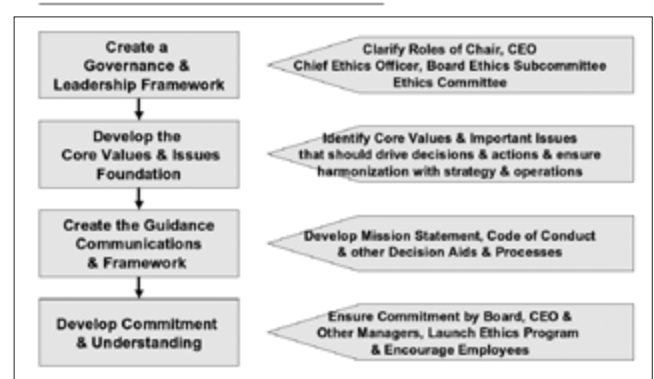 Create a
Governance &
Leadership Framework
Clarify Roles of Chair, CEO
Chief Ethics Officer, Board Ethics Subcommittee
Ethics Committee
Develop the
Core Values & Issues
Foundation
Identify Core Values & Important Issues
that should drive decisions & actions & ensure
harmonization with strategy & operations
Create the Guidance
Communications
& Framework
Develop Mission Statement, Code of Conduct
& other Decision Aids & Processes
Develop Commitment
& Understanding
Ensure Commitment by Board, CEO &
Other Managers, Launch Ethics Program
& Encourage Employees